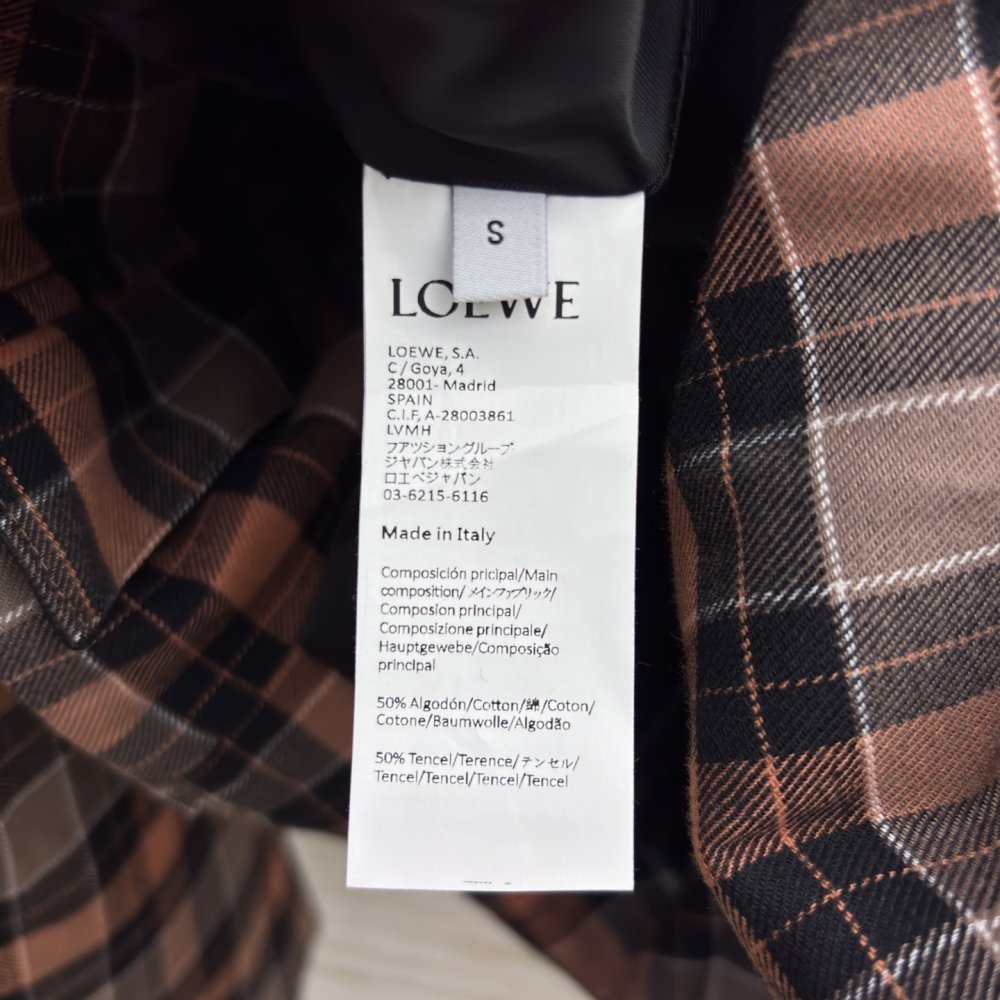 S
LOEWE
LOEWE, S.A.
C / Goya, 4
28001- Madrid
SPAIN
C.I.F, A-28003861
LVMH
フアツション·グループ
ジヤパン株式会社
ロエベジャパン
03-6215-6116
Made in Italy
Composición pricipal/Main
composition/メインファブリック/
Composion principal/
Composizione principale/
Hauptgewebe/Composição
principal
50% Algodón/Cotton/綿/Coton/
Cotone/Baumwolle/Algodão
50% Tencel/Terence/テンセル/
Tencel/Tencel/Tencel/Tencel